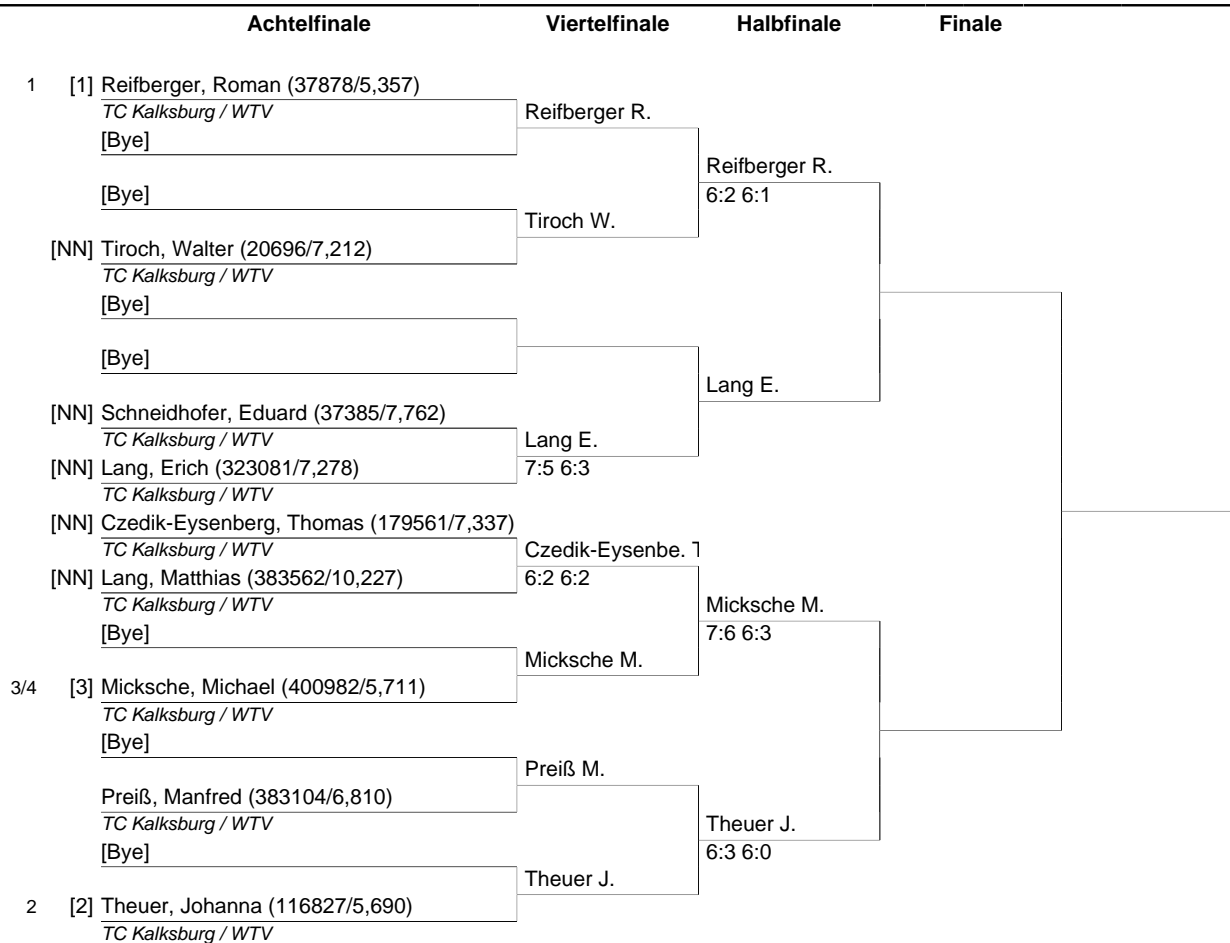 Achtelfinale Viertelfinale Halbfinale Finale
1 [1] Reifberger, Roman (37878/5,357)
TC Kalksburg / WTV Reifberger R.
[Bye]
Reifberger R.
[Bye] 6:2 6:1
Tiroch W.
[NN] Tiroch, Walter (20696/7,212)
TC Kalksburg / WTV
[Bye]
[Bye]
Lang E.
[NN] Schneidhofer, Eduard (37385/7,762)
TC Kalksburg / WTV Lang E.
[NN] Lang, Erich (323081/7,278) 7:5 6:3
TC Kalksburg / WTV
[NN] Czedik-Eysenberg, Thomas (179561/7,337)
TC Kalksburg / WTV Czedik-Eysenbe. T
[NN] Lang, Matthias (383562/10,227) 6:2 6:2
TC Kalksburg / WTV Micksche M.
[Bye] 7:6 6:3
Micksche M.
3/4 [3] Micksche, Michael (400982/5,711)
TC Kalksburg / WTV
[Bye]
Preiß M.
Preiß, Manfred (383104/6,810)
TC Kalksburg / WTV Theuer J.
[Bye] 6:3 6:0
Theuer J.
2 [2] Theuer, Johanna (116827/5,690)
TC Kalksburg / WTV